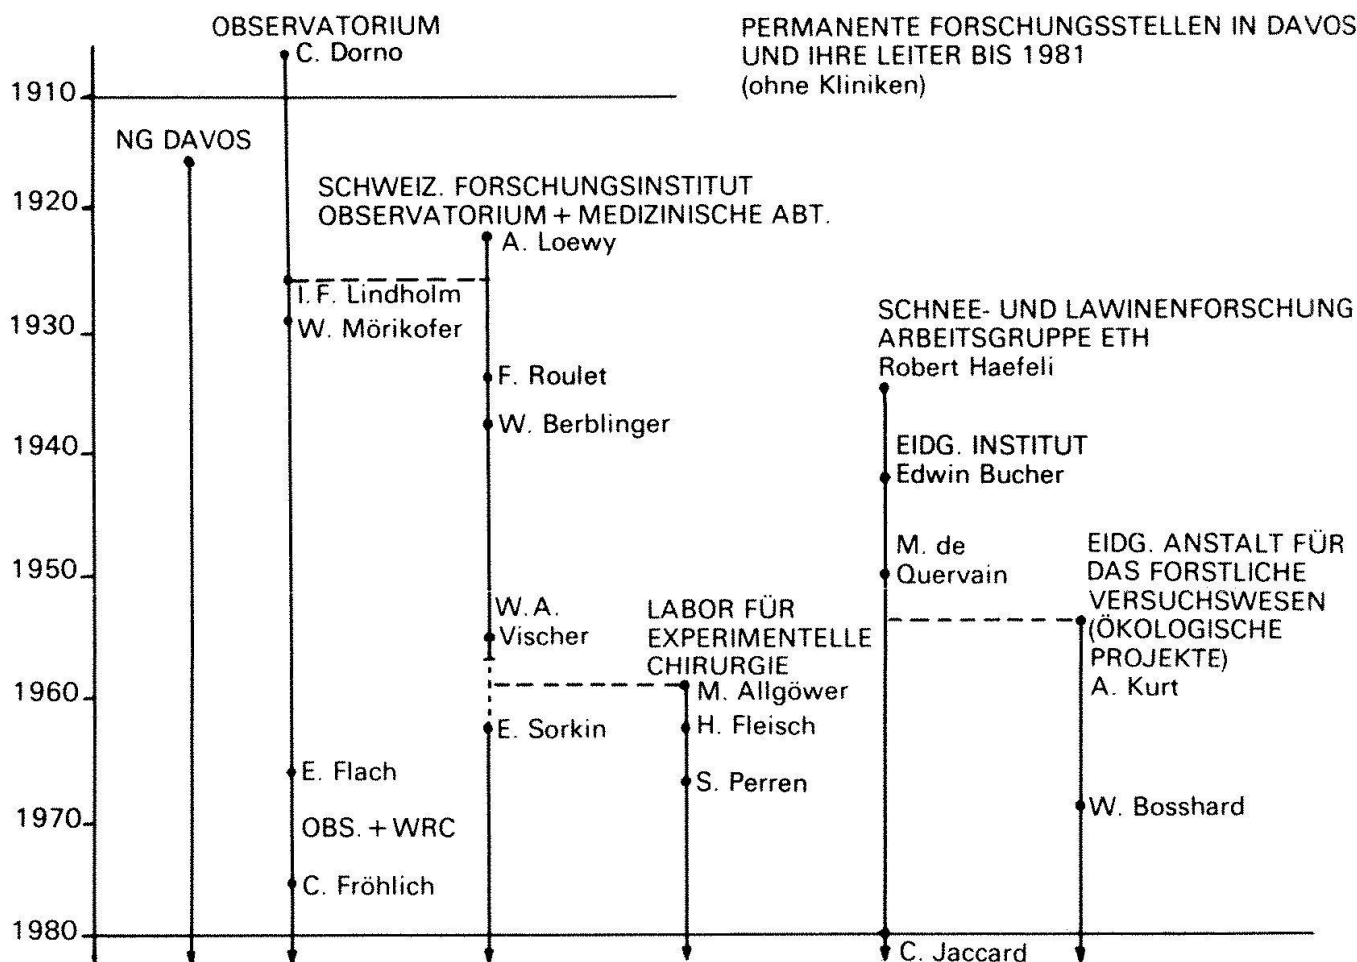 OBSERVATORIUM
C. Dorno
PERMANENTE FORSCHUNGSSTELLEN IN DAVOS
UND IHRE LEITER BIS 1981
(ohne Kliniken)
1910
NG DAVOS
1920
SCHWEIZ. FORSCHUNGSINSTITUT
OBSERVATORIUM + MEDIZINISCHE ABT.
A. Loewy
I. F. Lindholm
W. Mörikofer
1930
SCHNEE- UND LAWINENFORSCHUNG
ARBEITSGRUPPE ETH
Robert Haefeli
F. Roulet
W. Berblinger
1940
EIDG. INSTITUT
Edwin Bucher
M. de
Quervain
1950
EIDG. ANSTALT FÜR
DAS FORSTLICHE
VERSUCHSWESEN
(ÖKOLOGISCHE
PROJEKTE)
A. Kurt
W. A.
Vischer
LABOR FÜR
EXPERIMENTELLE
CHIRURGIE
M. Allgöwer
1960
E. Sorkin
H. Fleisch
E. Flach
S. Perren
W. Bosshard
1970
OBS. + WRC
C. Fröhlich
1980
C. Jaccard